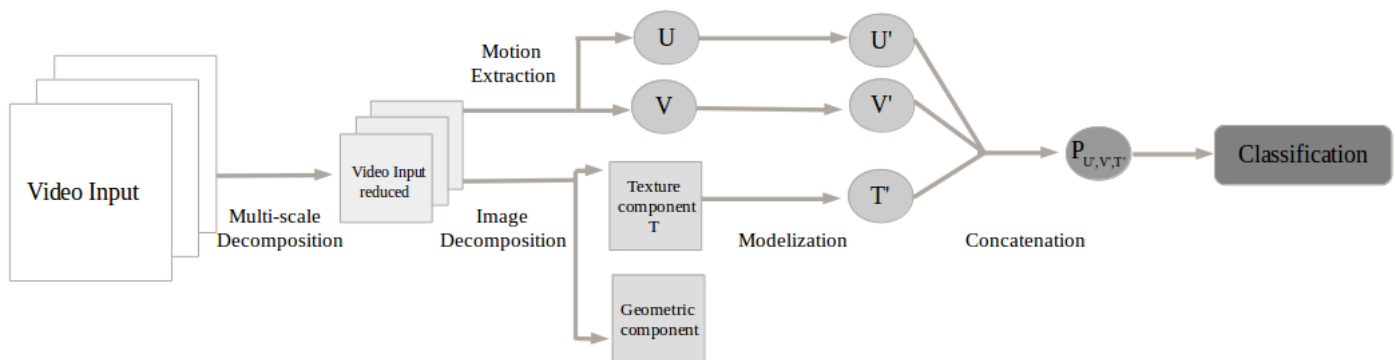 Video Input
Multi-scale
Decomposition
Video Input
reduced
Motion
Extraction
Image
Decomposition
U
V
Texture
component
T
Geometric
component
Modelization
U'
V'
T'
Concatenation
P U',V',T'
Classification